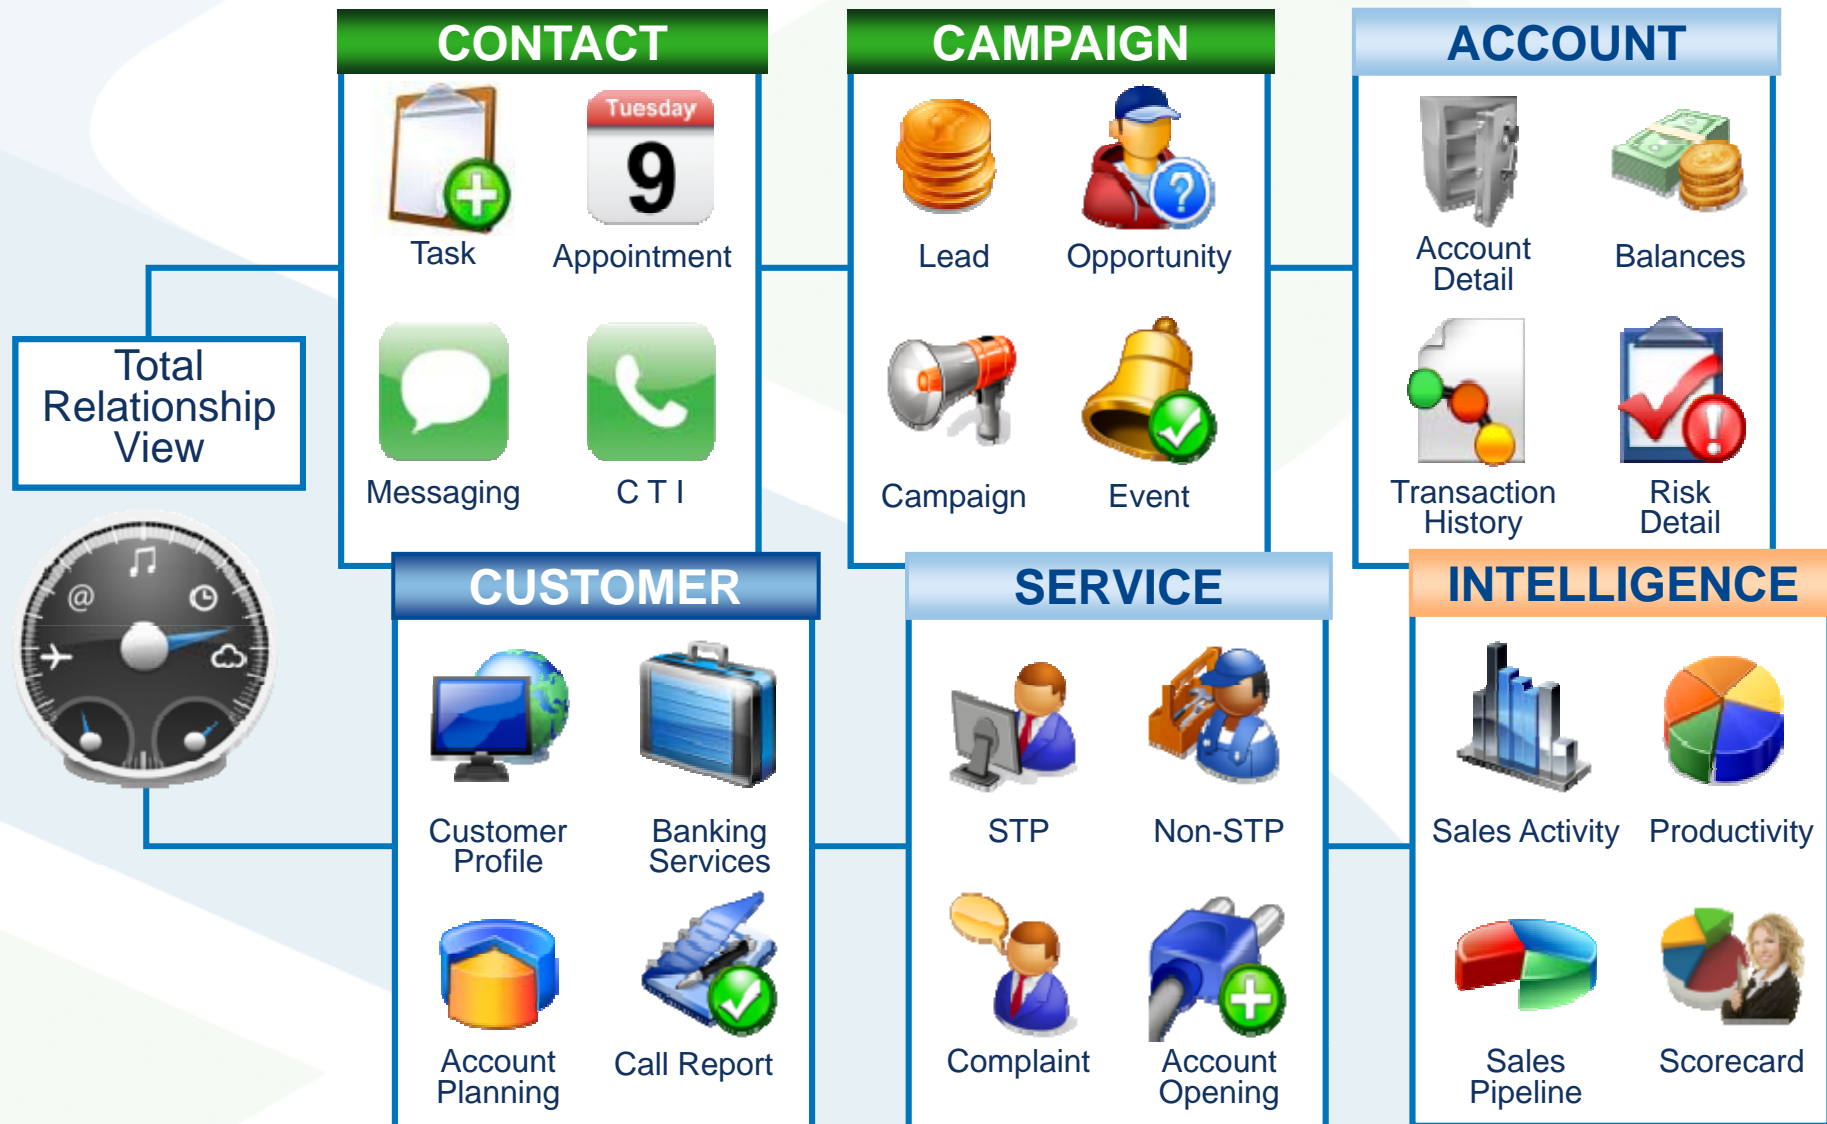 CONTACT
CAMPAIGN
ACCOUNT
Tuesday
9
Task
Appointment
Lead
Opportunity
Account
Detail
Balances
Total
Relationship
View
Messaging
C T I
Campaign
Event
Transaction
History
Risk
Detail
CUSTOMER
SERVICE
INTELLIGENCE
@
Customer
Profile
Banking
Services
STP
Non-STP
Sales Activity
Productivity
Account
Planning
Call Report
Complaint
Account
Opening
Sales
Pipeline
Scorecard